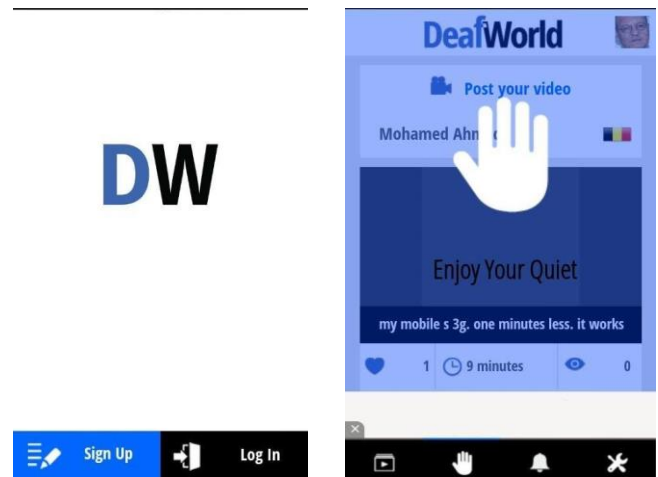 DW
Sign Up
Log In
DeafWorld
Post your video
Mohamed
Enjoy Your Quiet
my mobile s 3g. one minutes less. it works
1
9 minutes
0